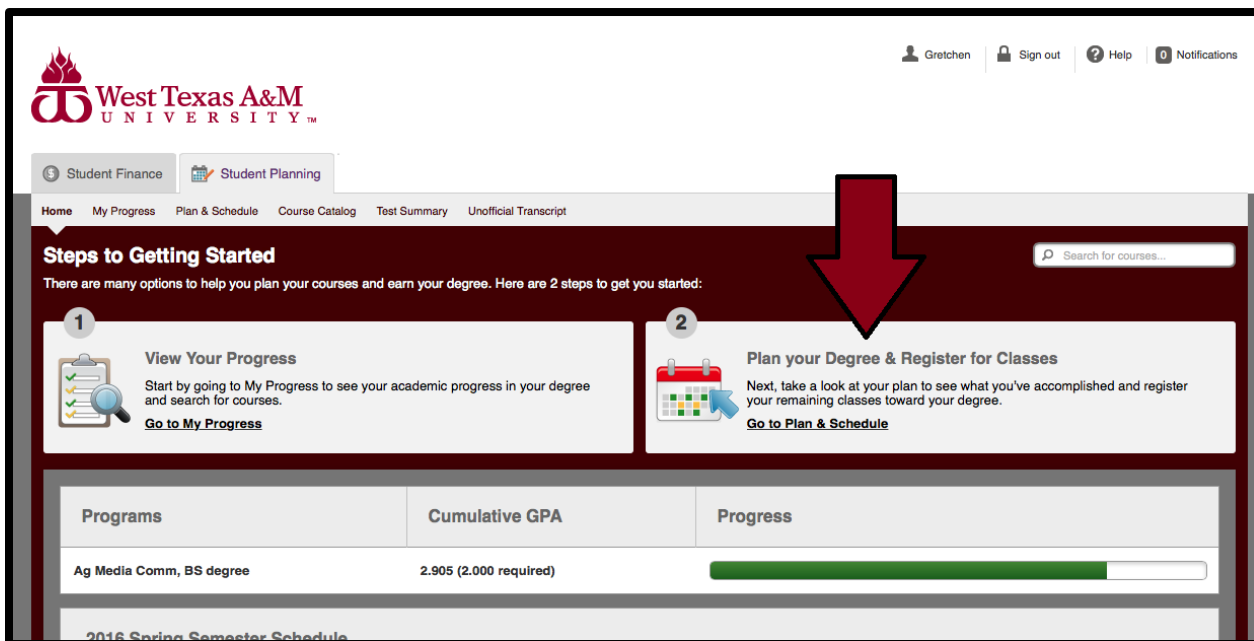 Gretchen Sign out Help 0 Notifications
West Texas A&M
UNIVERSITY™
Student Finance Student Planning
Home My Progress Plan & Schedule Course Catalog Test Summary Unofficial Transcript
Steps to Getting Started
Search for courses...
There are many options to help you plan your courses and earn your degree. Here are 2 steps to get you started:
1
View Your Progress
Start by going to My Progress to see your academic progress in your degree
and search for courses.
Go to My Progress
2
Plan your Degree & Register for Classes
Next, take a look at your plan to see what you've accomplished and register
your remaining classes toward your degree.
Go to Plan & Schedule
Programs Cumulative GPA Progress
Ag Media Comm, BS degree 2.905 (2.000 required)
2016 Spring Semester Schedule